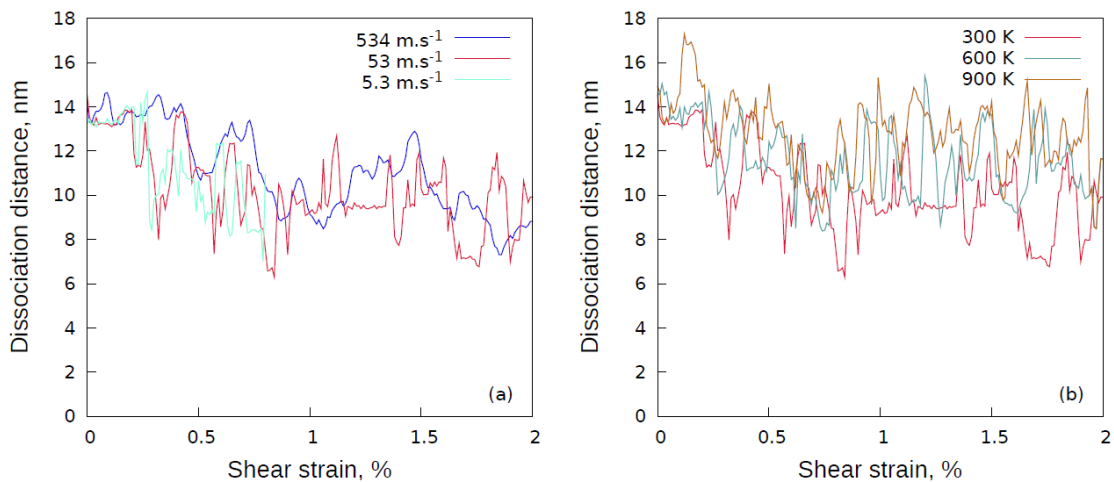 Dissociation distance, nm
18
16
14
12
10
8
6
4
2
0
534 m.s⁻¹
53 m.s⁻¹
5.3 m.s⁻¹
(a)
0 0.5 1 1.5 2
Shear strain, %
Dissociation distance, nm
18
16
14
12
10
8
6
4
2
0
300 K
600 K
900 K
(b)
0 0.5 1 1.5 2
Shear strain, %